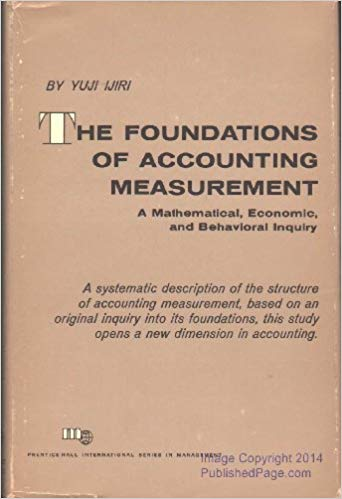 BY YUJI IJIRI
THE FOUNDATIONS
OF ACCOUNTING
MEASUREMENT
A Mathematical, Economic,
and Behavioral Inquiry
A systematic description of the structure
of accounting measurement, based on an
original inquiry into its foundations, this study
opens a new dimension in accounting.
PRENTICE-HALL INTERNATIONAL SERIES IN MANAGEMENT
Image Copyright 2014
PublishedPage.com